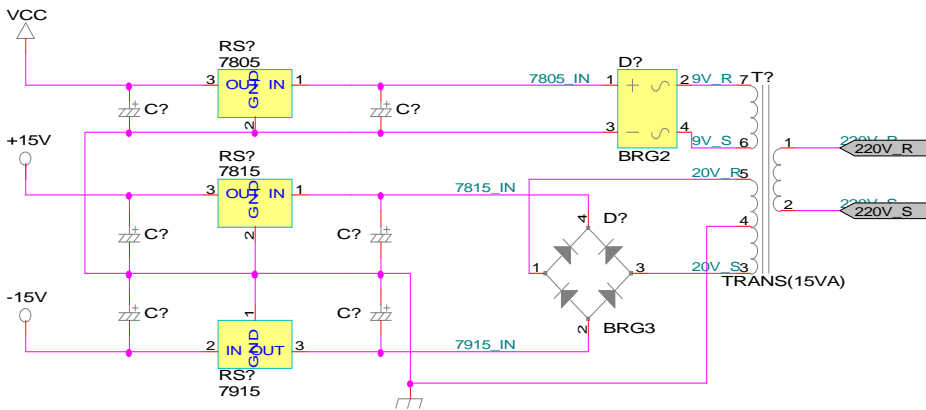 VCC
RS?
7805
3 OUT IN 1
GND
2
C?
C?
7805_IN
D?
1 + 2
3 - 4
BRG2
9V_R
9V_S
T?
7
6
5
4
3
1
2
20V_R
20V_S
TRANS(15VA)
220V_R
220V_R
220V_S
220V_S
+15V
RS?
7815
3 OUT IN 1
GND
2
7815_IN
C?
C?
D?
4
1
3
2
BRG3
-15V
C?
C?
1
GND
2 IN OUT 3
RS?
7915
7915_IN